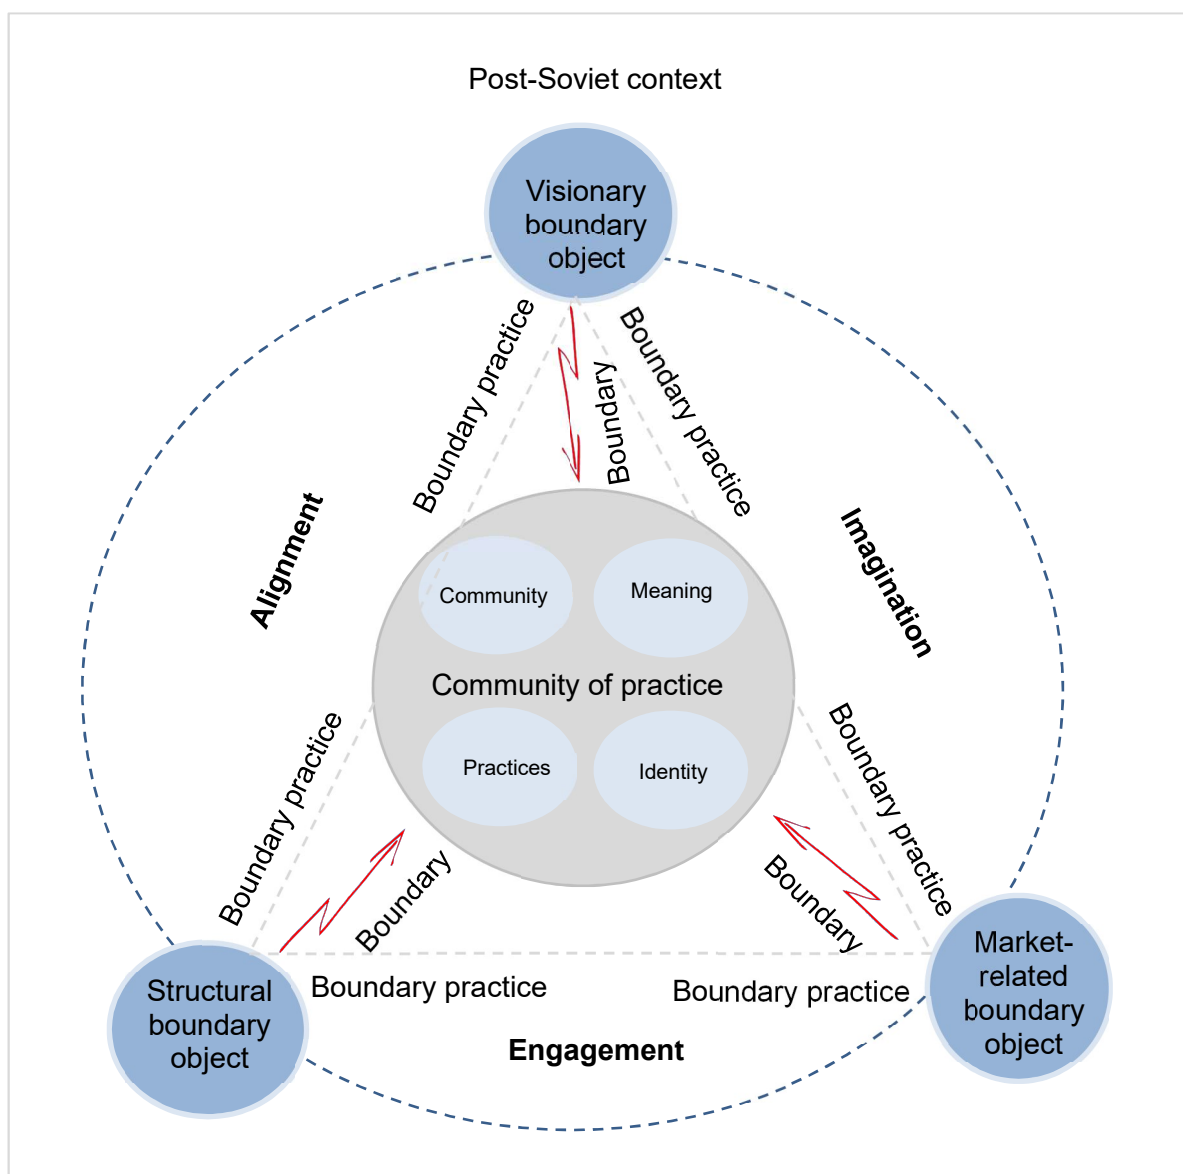 Post-Soviet context
Visionary
boundary
object
Boundary practice
Boundary
Boundary practice
Alignment
Imagination
Community
Meaning
Community of practice
Practices
Identity
Boundary practice
Boundary
Boundary
Boundary practice
Structural
boundary
object
Boundary practice
Boundary practice
Market-
related
boundary
object
Engagement